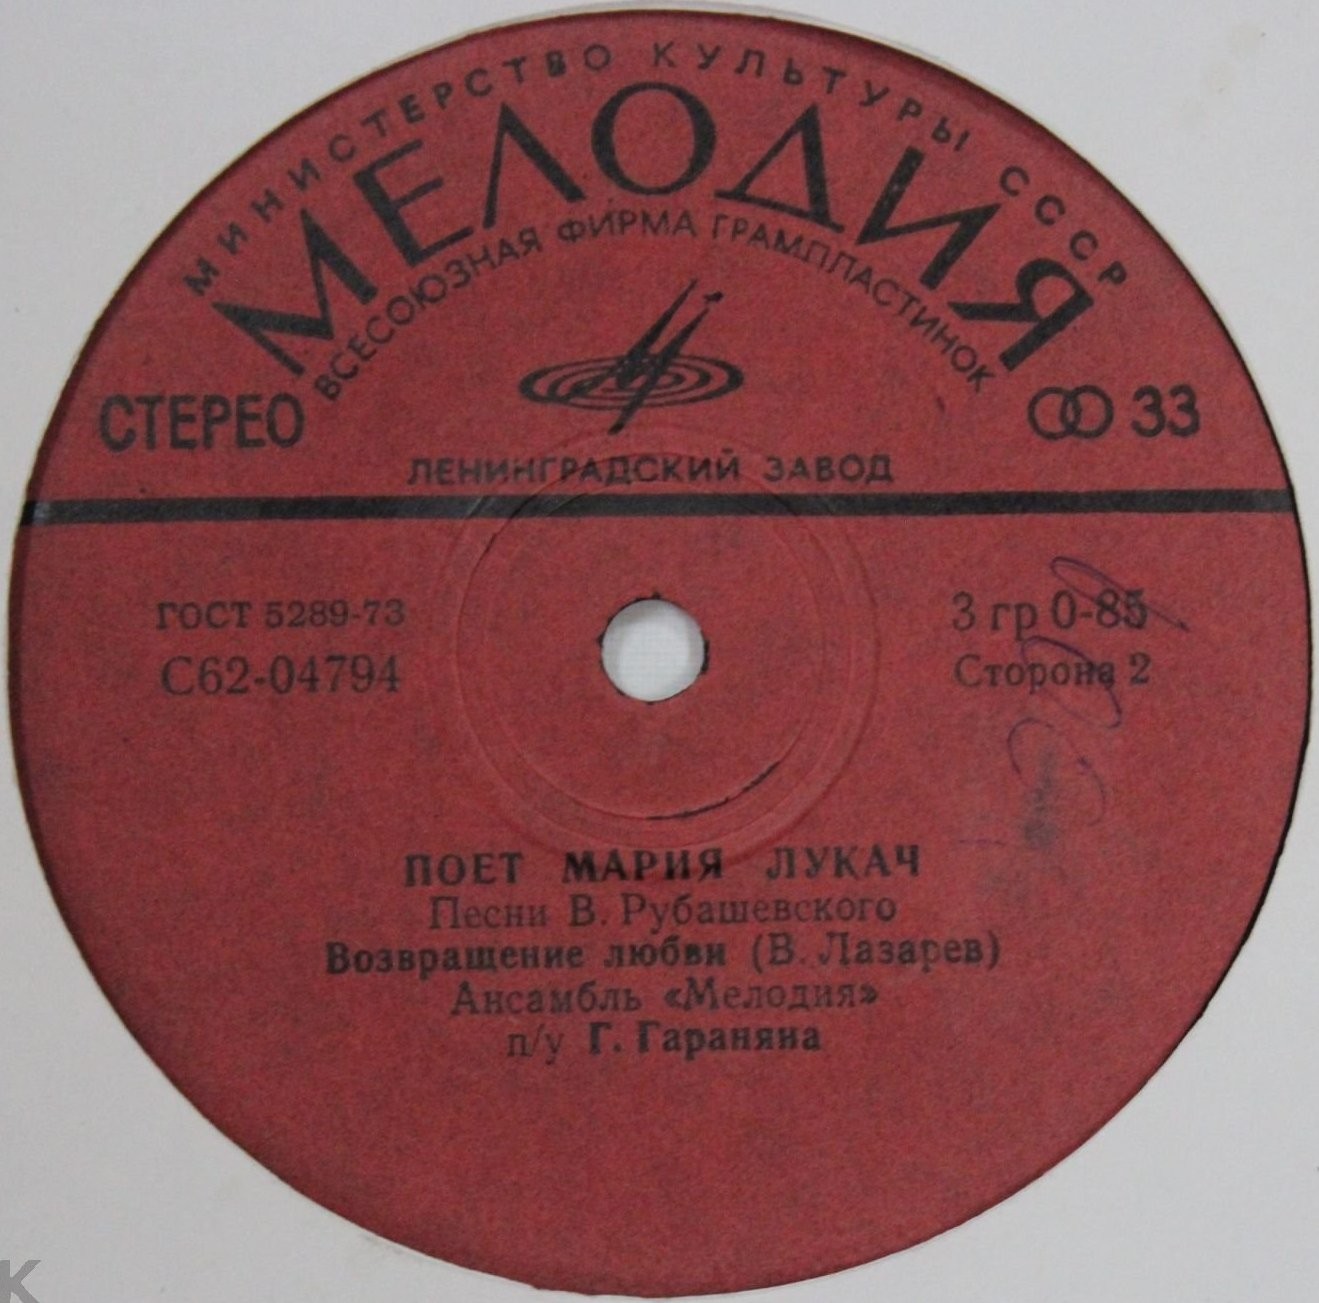 МИНИСТЕРСТВО КУЛЬТУРЫ СССР
МЕЛОДИЯ
ВСЕСОЮЗНАЯ ФИРМА ГРАМПЛАСТИНОК
СТЕРЕО
33
ЛЕНИНГРАДСКИЙ ЗАВОД
ГОСТ 5289-73
3 гр 0-85
С62-04794
Сторона 2
ПОЕТ МАРИЯ ЛУКАЧ
Песни В. Рубашевского
Возвращение любви (В. Лазарев)
Ансамбль «Мелодия»
п/у Г. Гараняна
K